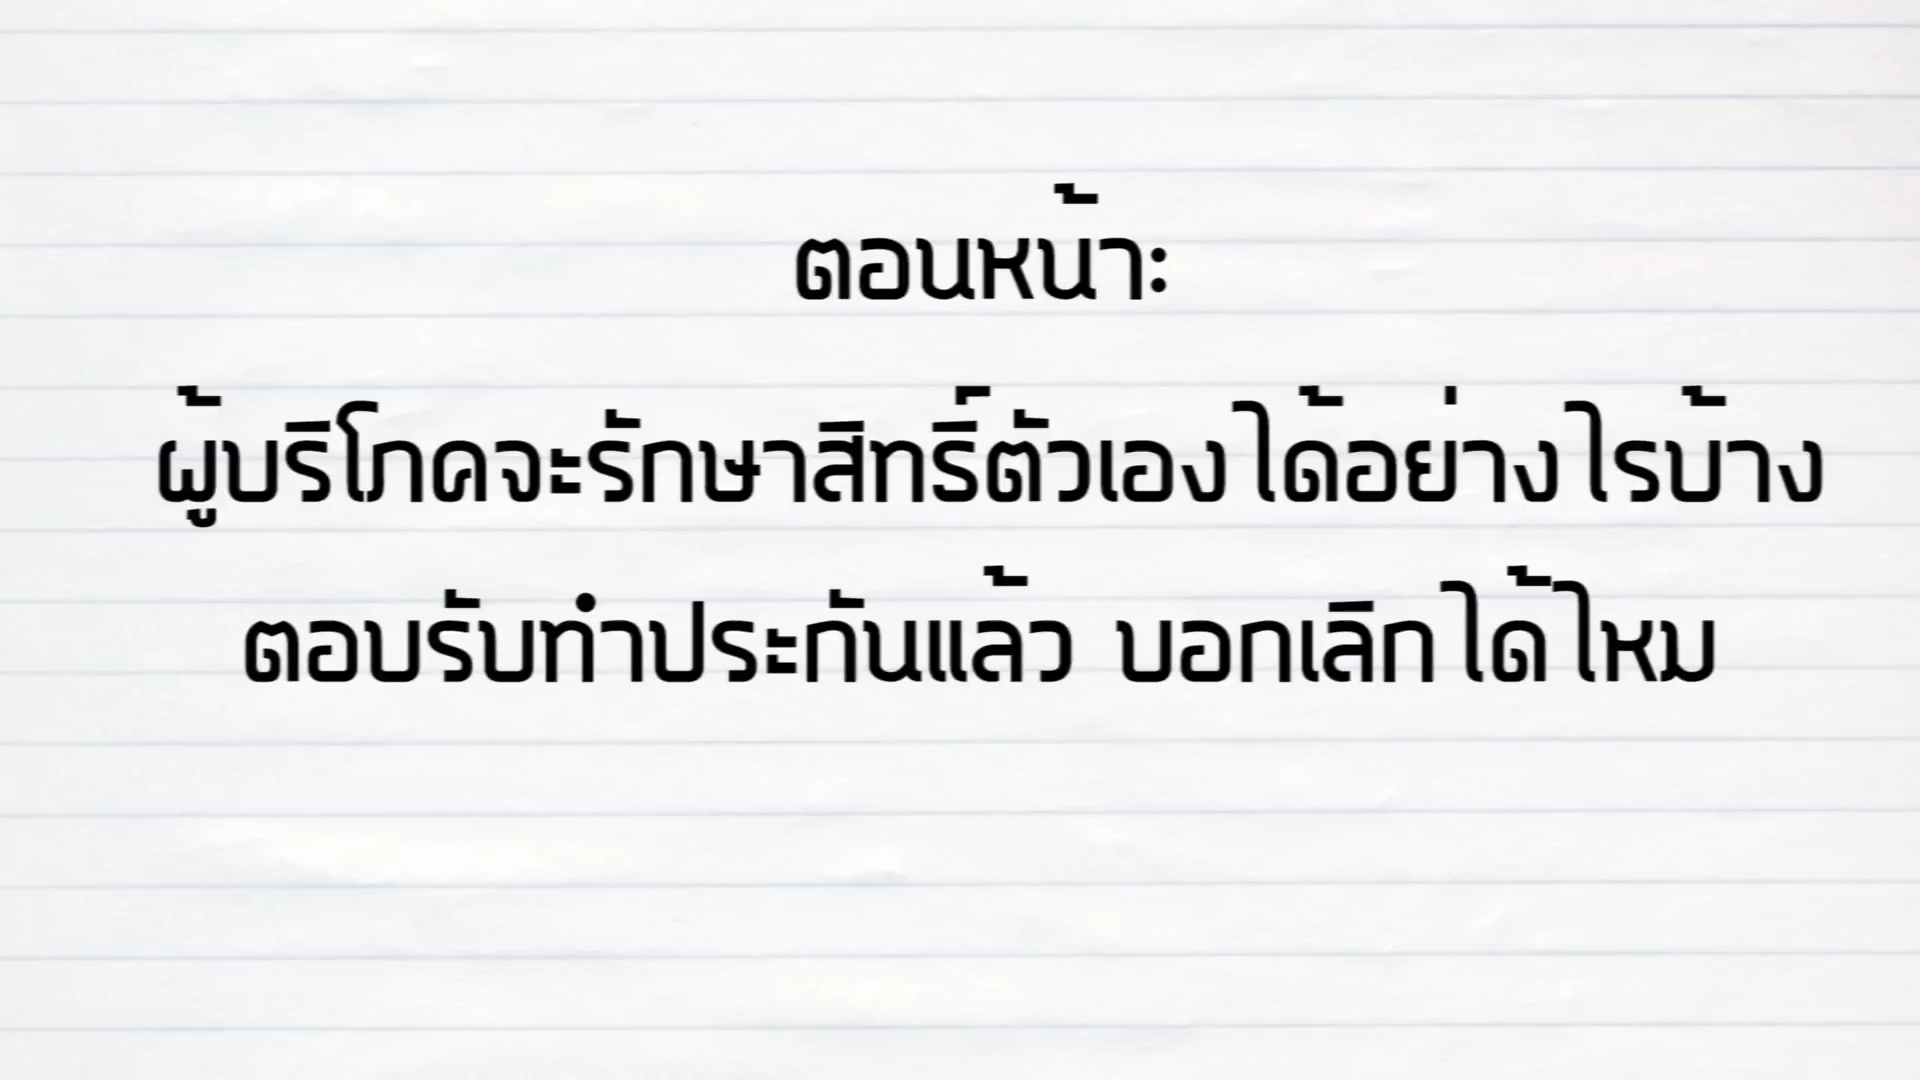 ตอนหน้า:
ผู้บริโภคจะรักษาสิทธิ์ตัวเองได้อย่างไรบ้าง
ตอบรับทำประกันแล้ว บอกเลิกได้ไหม